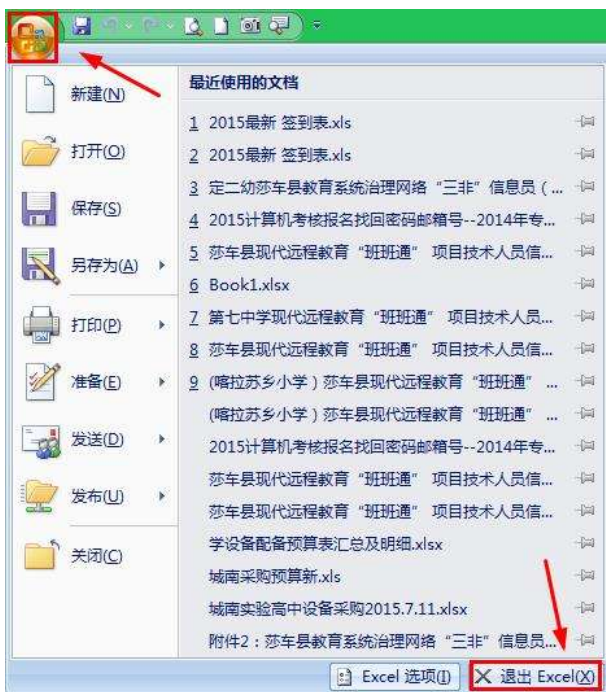 最近使用的文档
新建(N)
打开(O)
保存(S)
另存为(A)
打印(P)
准备(E)
发送(D)
发布(U)
关闭(C)
1 2015最新 签到表.xls
2 2015最新 签到表.xls
3 定二幼莎车县教育系统治理网络“三非”信息员 ( ...
4 2015计算机考核报名找回密码邮箱号--2014年专...
5 莎车县现代远程教育“班班通” 项目技术人员信...
6 Book1.xlsx
7 第七中学现代远程教育“班班通” 项目技术人员...
8 莎车县现代远程教育“班班通” 项目技术人员信...
9 (喀拉苏乡小学 ) 莎车县现代远程教育“班班通” ...
(喀拉苏乡小学 ) 莎车县现代远程教育“班班通” ...
2015计算机考核报名找回密码邮箱号--2014年专...
莎车县现代远程教育“班班通” 项目技术人员信...
莎车县现代远程教育“班班通” 项目技术人员信...
学设备配备预算表汇总及明细.xlsx
城南采购预算新.xls
城南实验高中设备采购2015.7.11.xlsx
附件2：莎车县教育系统治理网络“三非”信息员...
Excel 选项(I)
退出 Excel(X)